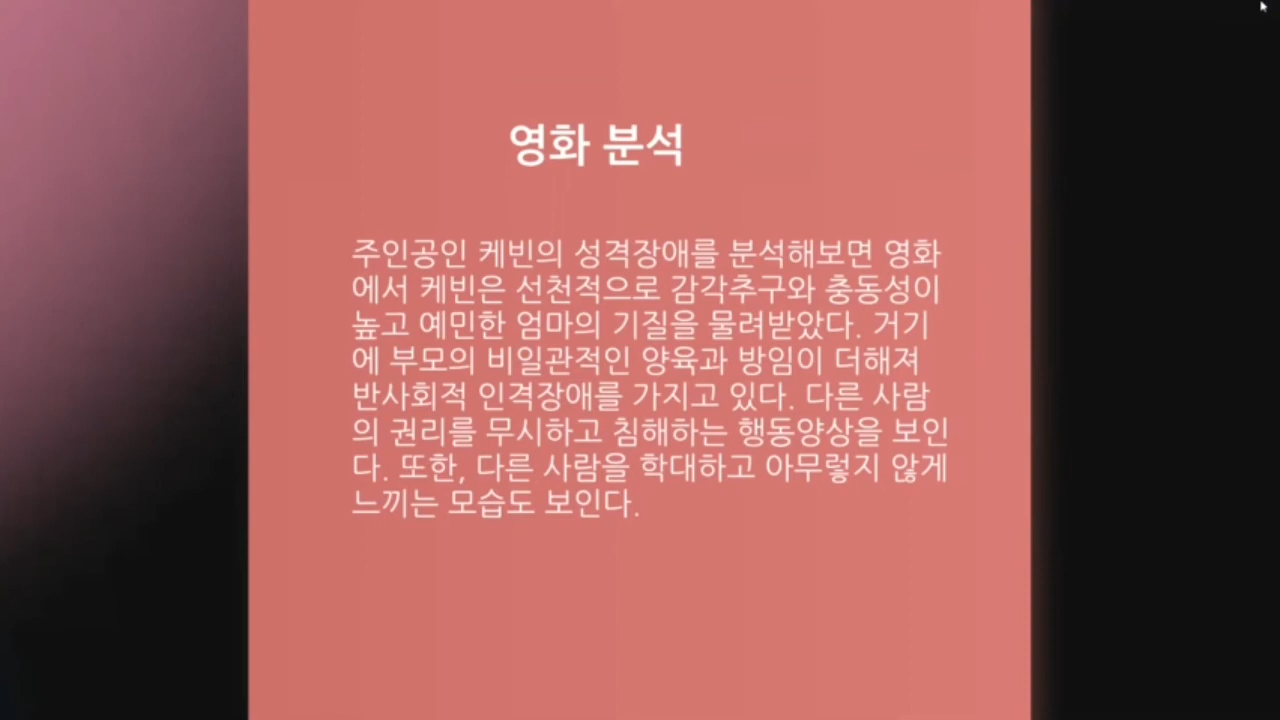 영화 분석
주인공인 케빈의 성격장애를 분석해보면 영화
에서 케빈은 선천적으로 감각추구와 충동성이
높고 예민한 엄마의 기질을 물려받았다. 거기
에 부모의 비일관적인 양육과 방임이 더해져
반사회적 인격장애를 가지고 있다. 다른 사람
의 권리를 무시하고 침해하는 행동양상을 보인
다. 또한, 다른 사람을 학대하고 아무렇지 않게
느끼는 모습도 보인다.